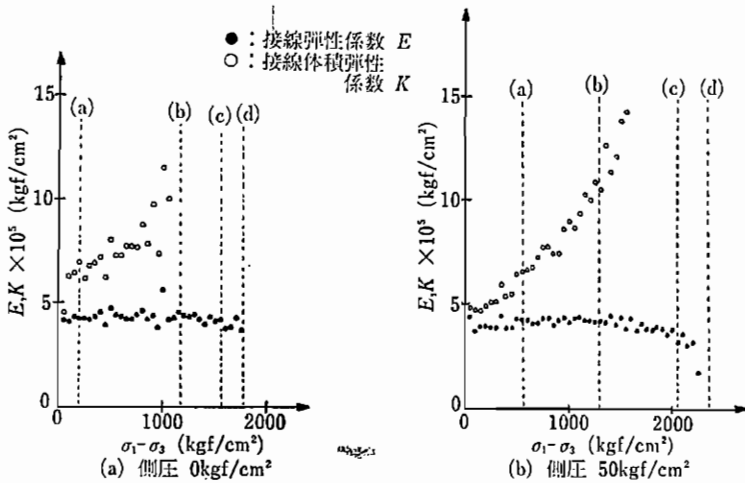 ●：接線弾性係数 E
○：接線体積弾性
係数 K
15
10
5
0
E,K ×10⁵ (kgf/cm²)
(a)
(b)
(c)
(d)
0
1000
2000
σ₁-σ₃ (kgf/cm²)
(a) 側圧 0kgf/cm²
15
10
5
0
E,K ×10⁵ (kgf/cm²)
(a)
(b)
(c)
(d)
0
1000
2000
σ₁-σ₃ (kgf/cm²)
(b) 側圧 50kgf/cm²